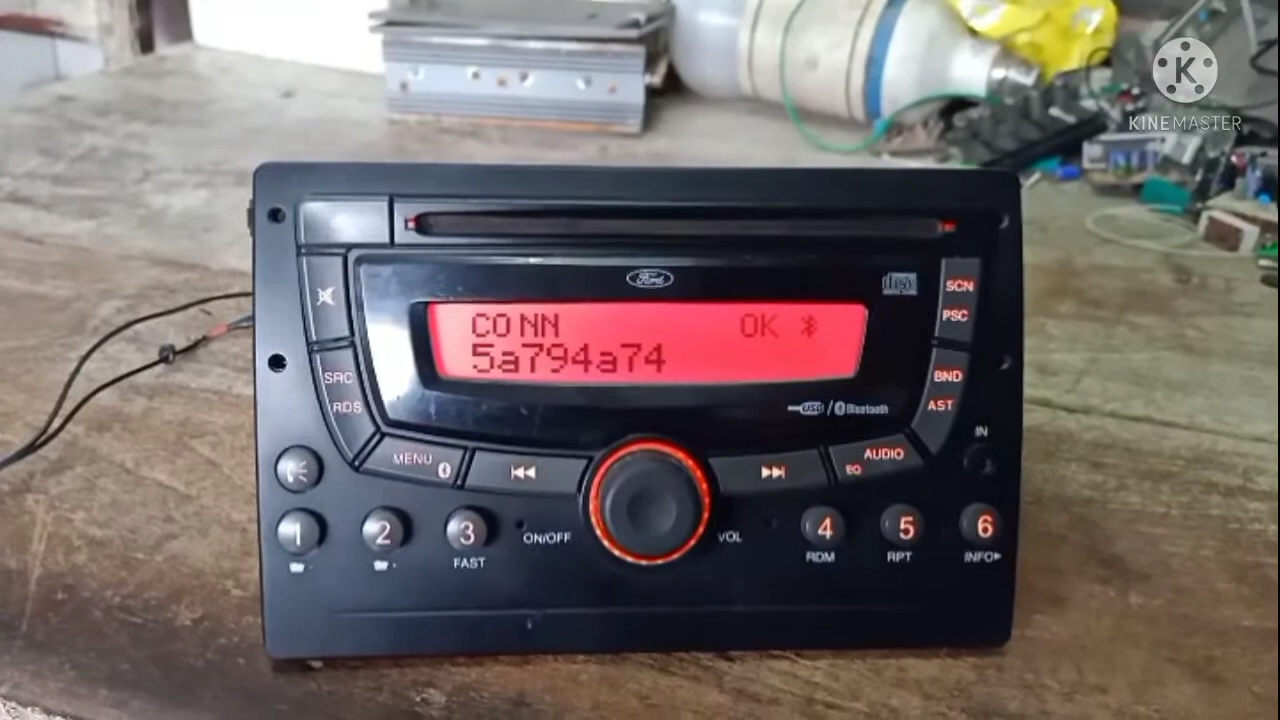 KINEMASTER
K
Ford
disc
SCN
PSC
CONN OK
5a794a74
SRC
RDS
BND
AST
USB / Bluetooth
IN
MENU
AUDIO
EQ
1
2
3
FAST
ON/OFF
VOL
4
RDM
5
RPT
6
INFO